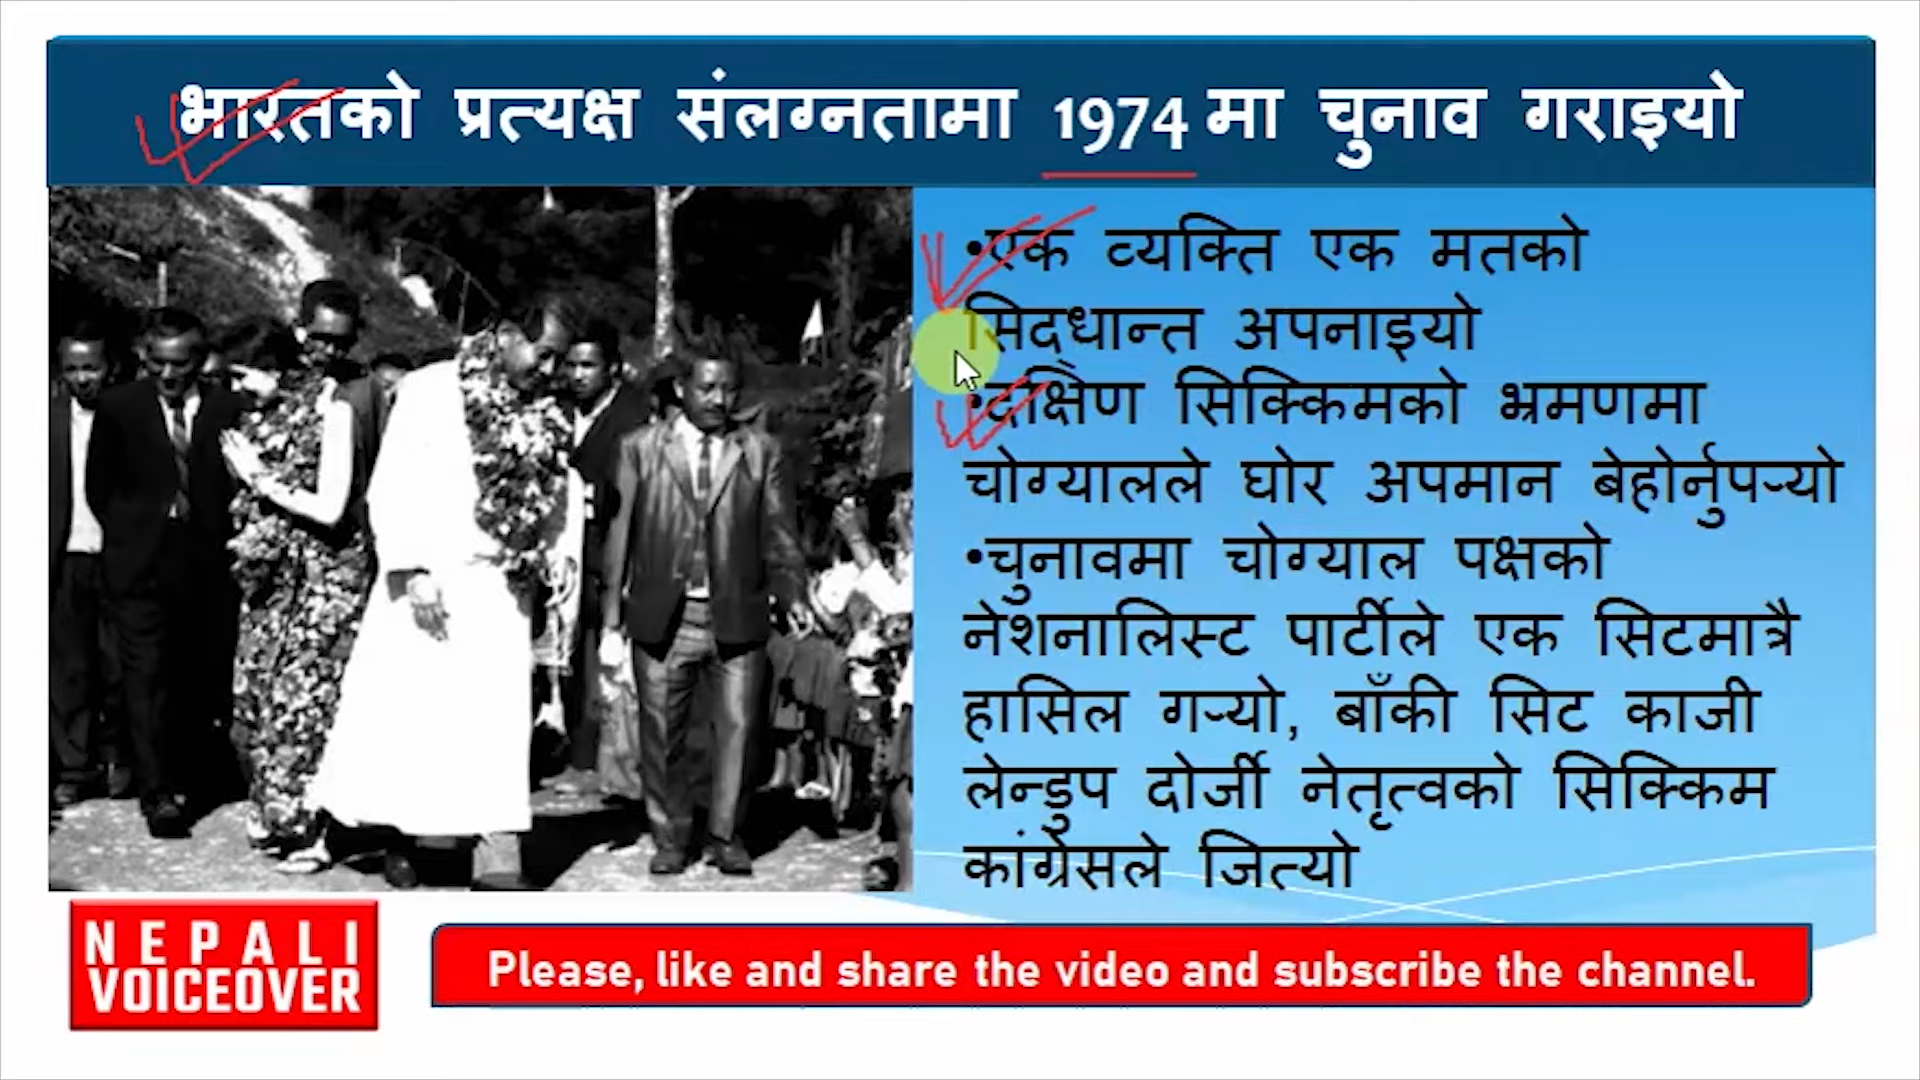 भारतको प्रत्यक्ष संलग्नतामा 1974 मा चुनाव गराइयो
•एक व्यक्ति एक मतको
सिद्धान्त अपनाइयो
•दक्षिण सिक्किमको भ्रमणमा
चोग्यालले घोर अपमान बेहोर्नुपर्‍यो
•चुनावमा चोग्याल पक्षको
नेशनालिस्ट पार्टीले एक सिटमात्रै
हासिल गर्‍यो, बाँकी सिट काजी
लेन्डुप दोर्जी नेतृत्वको सिक्किम
कांग्रेसले जित्यो
NEPALI
VOICEOVER
Please, like and share the video and subscribe the channel.